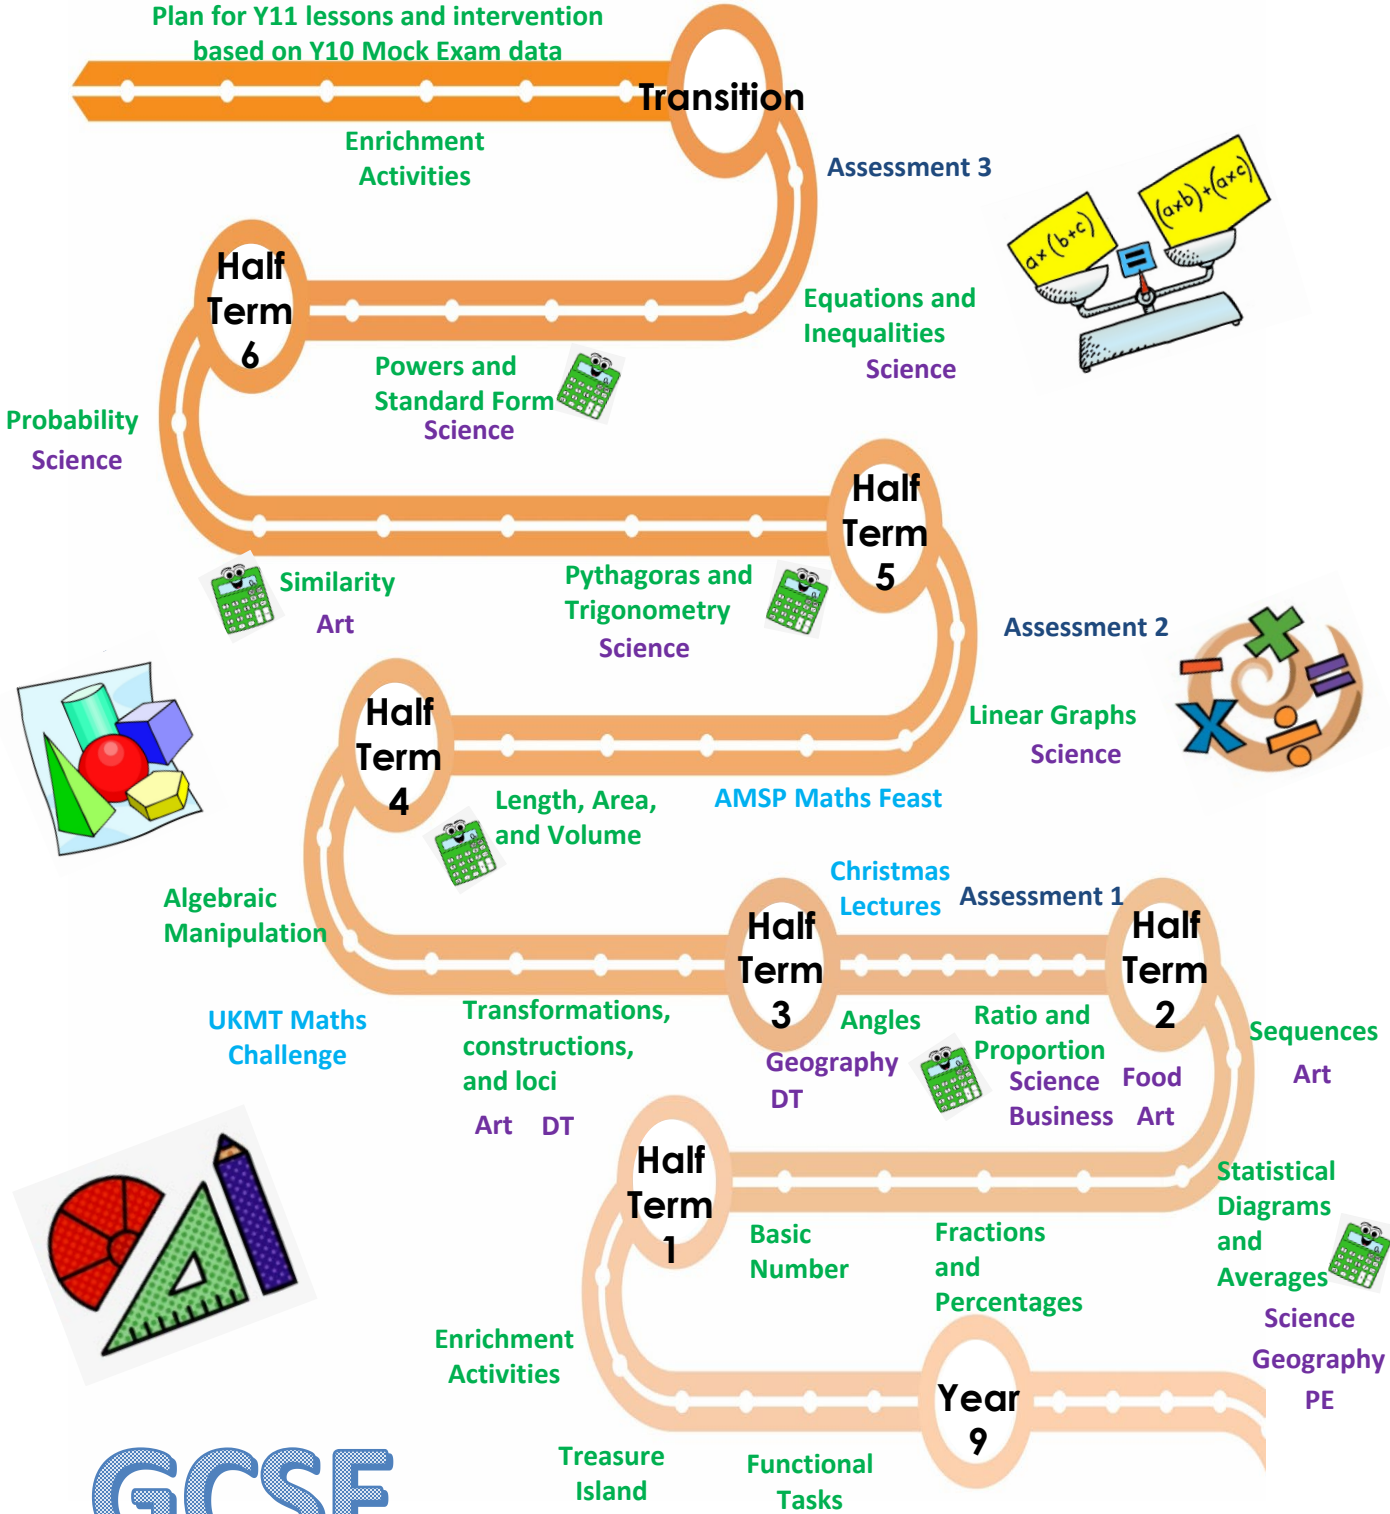 Plan for Y11 lessons and intervention
based on Y10 Mock Exam data
Transition
Enrichment
Activities
Assessment 3
a×(b+c)
=
(a×b)+(a×c)
Half
Term
6
Equations and
Inequalities
Science
Powers and
Standard Form
Science
Probability
Science
Half
Term
5
Similarity
Art
Pythagoras and
Trigonometry
Science
Assessment 2
Half
Term
4
Linear Graphs
Science
Length, Area,
and Volume
AMSP Maths Feast
Christmas
Lectures
Assessment 1
Algebraic
Manipulation
Half
Term
3
Half
Term
2
UKMT Maths
Challenge
Transformations,
constructions,
and loci
Art DT
Angles
Geography
DT
Ratio and
Proportion
Science Food
Business Art
Sequences
Art
Half
Term
1
Basic
Number
Fractions
and
Percentages
Statistical
Diagrams
and
Averages
Science
Geography
PE
Enrichment
Activities
Year
9
Treasure
Island
Functional
Tasks
GCSE